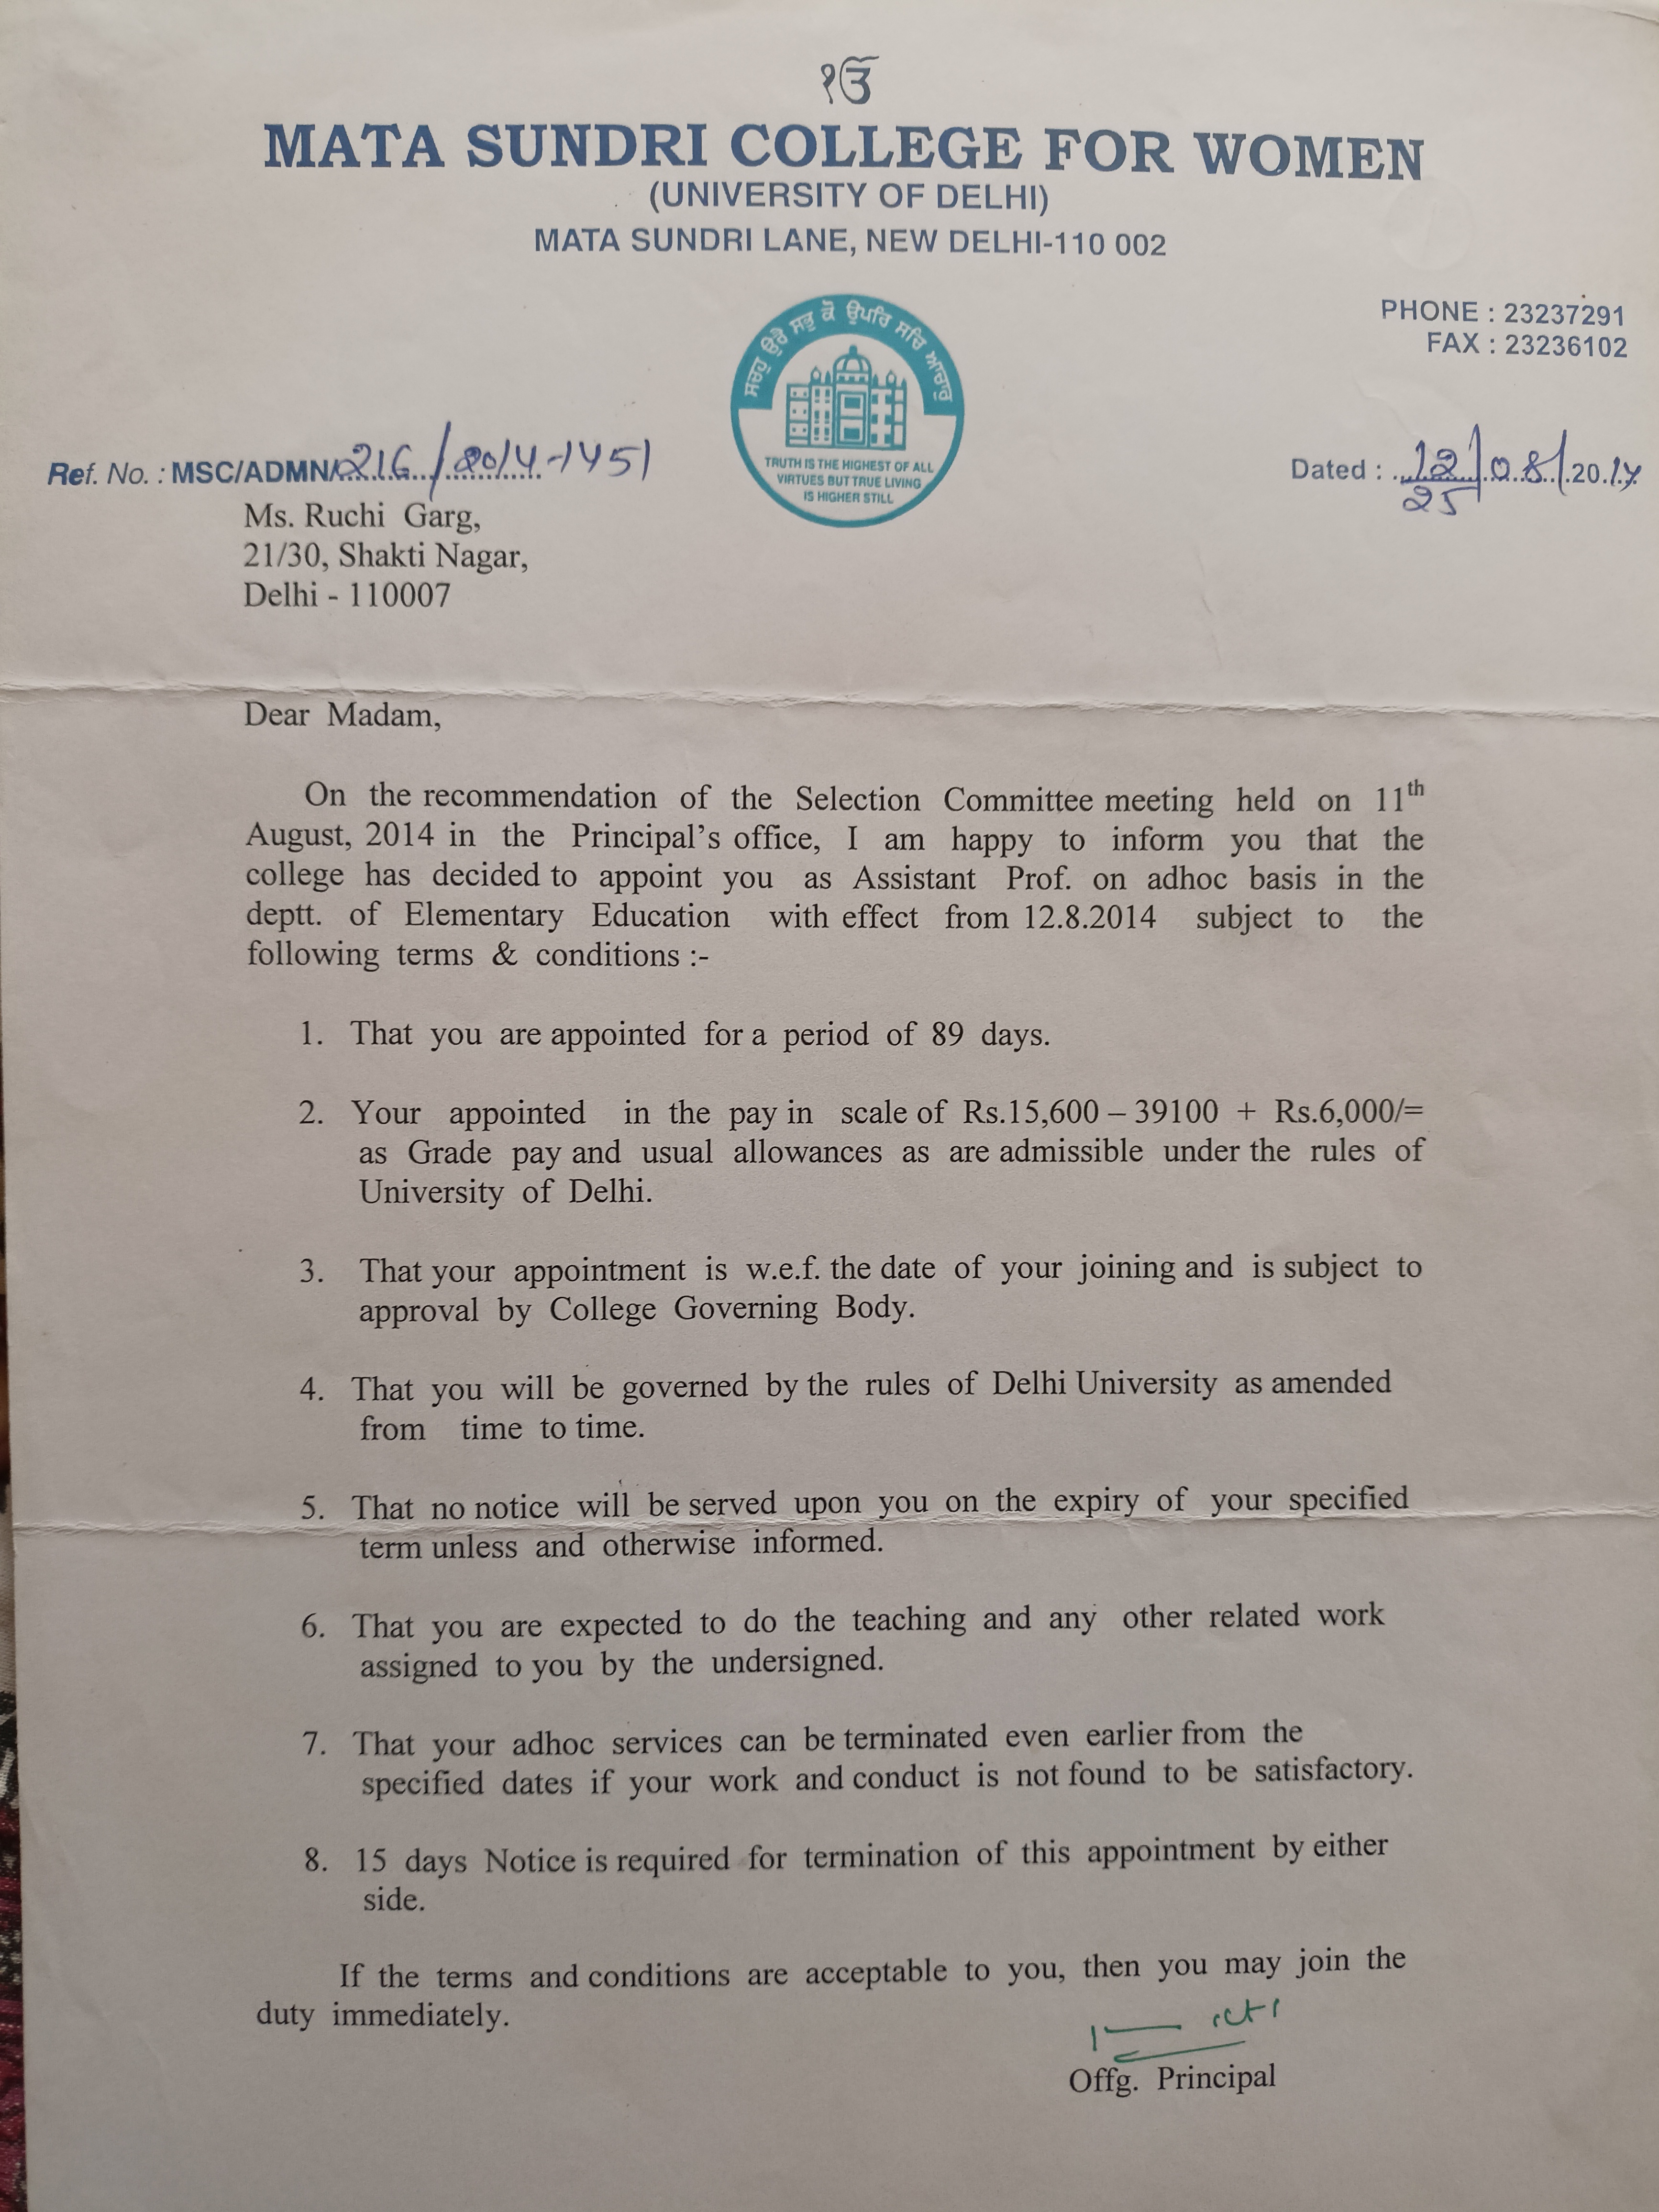 ੴ
MATA SUNDRI COLLEGE FOR WOMEN
(UNIVERSITY OF DELHI)
MATA SUNDRI LANE, NEW DELHI-110 002
PHONE : 23237291
FAX : 23236102
ਸਚਹੁ ਉਰੈ ਸਭੁ ਕੋ ਉਪਰਿ ਸਚਿ ਆਚਾਰੁ
TRUTH IS THE HIGHEST OF ALL
VIRTUES BUT TRUE LIVING
IS HIGHER STILL
Ref. No. : MSC/ADMN/216/2014-1451
Dated : 12/08/2014
25
Ms. Ruchi Garg,
21/30, Shakti Nagar,
Delhi - 110007
Dear Madam,
On the recommendation of the Selection Committee meeting held on 11th
August, 2014 in the Principal's office, I am happy to inform you that the
college has decided to appoint you as Assistant Prof. on adhoc basis in the
deptt. of Elementary Education with effect from 12.8.2014 subject to the
following terms & conditions :-
1. That you are appointed for a period of 89 days.
2. Your appointed in the pay in scale of Rs.15,600 – 39100 + Rs.6,000/=
as Grade pay and usual allowances as are admissible under the rules of
University of Delhi.
3. That your appointment is w.e.f. the date of your joining and is subject to
approval by College Governing Body.
4. That you will be governed by the rules of Delhi University as amended
from time to time.
5. That no notice will be served upon you on the expiry of your specified
term unless and otherwise informed.
6. That you are expected to do the teaching and any other related work
assigned to you by the undersigned.
7. That your adhoc services can be terminated even earlier from the
specified dates if your work and conduct is not found to be satisfactory.
8. 15 days Notice is required for termination of this appointment by either
side.
If the terms and conditions are acceptable to you, then you may join the
duty immediately.
Offg. Principal